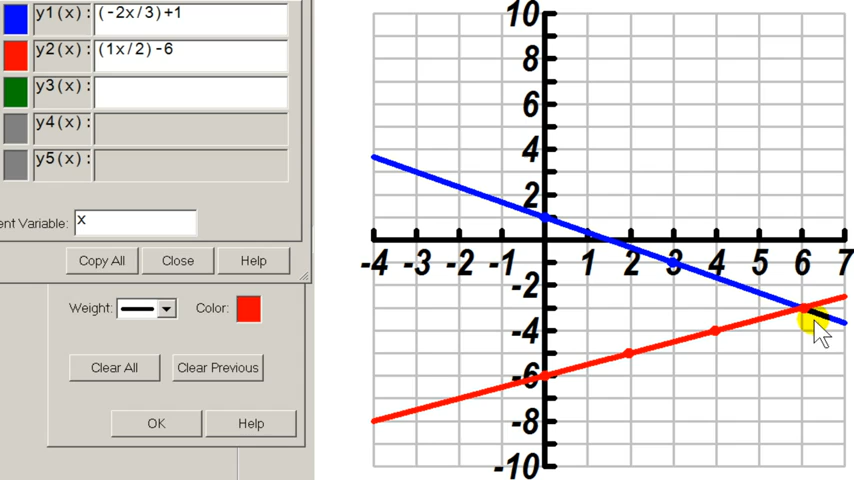 y1(x): (-2x/3)+1
y2(x): (1x/2)-6
y3(x):
y4(x):
y5(x):
ent Variable: x
Copy All Close Help
Weight: Color:
Clear All Clear Previous
OK Help
10
8
6
4
2
-4 -3 -2 -1 1 2 3 4 5 6 7
-2
-4
-6
-8
-10